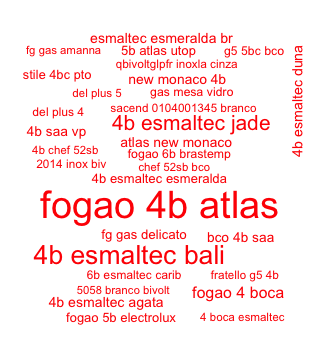 esmaltec esmeralda br
fg gas amanna
5b atlas utop
g5 5bc bco
qbivoltglpfr inoxla cinza
stile 4bc pto
new monaco 4b
4b esmaltec duna
del plus 5
gas mesa vidro
sacend 0104001345 branco
del plus 4
4b esmaltec jade
4b saa vp
atlas new monaco
4b chef 52sb
fogao 6b brastemp
2014 inox biv
chef 52sb bco
4b esmaltec esmeralda
fogao 4b atlas
fg gas delicato
bco 4b saa
4b esmaltec bali
6b esmaltec carib
fratello g5 4b
5058 branco bivolt
fogao 4 boca
4b esmaltec agata
fogao 5b electrolux
4 boca esmaltec